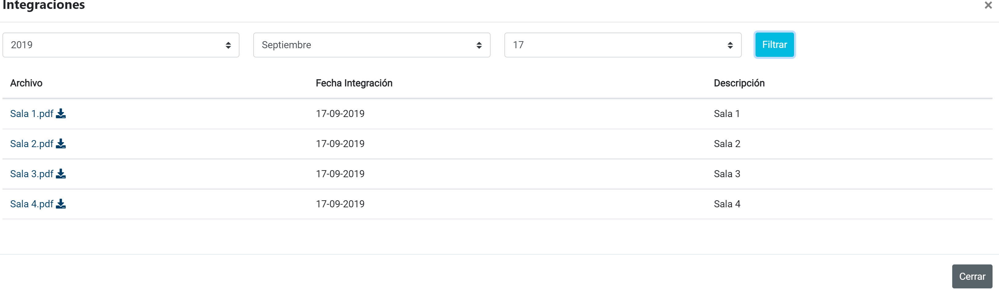 Integraciones ×
2019 Septiembre 17 Filtrar
Archivo Fecha Integración Descripción
Sala 1.pdf 17-09-2019 Sala 1
Sala 2.pdf 17-09-2019 Sala 2
Sala 3.pdf 17-09-2019 Sala 3
Sala 4.pdf 17-09-2019 Sala 4
Cerrar